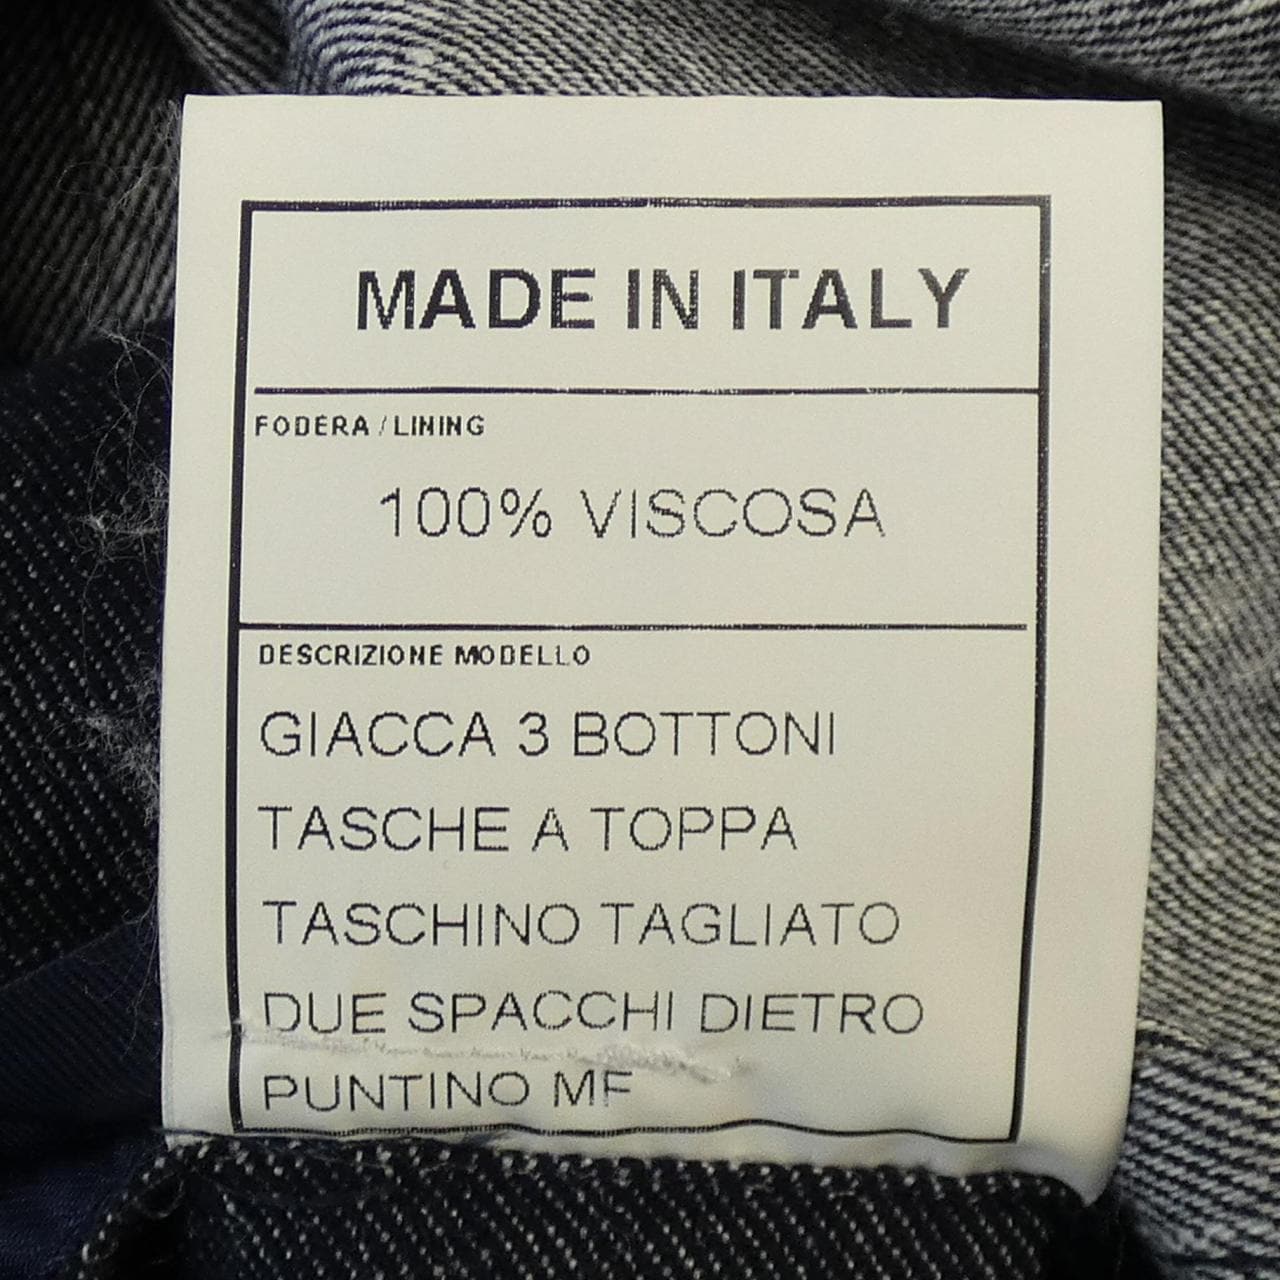 MADE IN ITALY
FODERA / LINING
100% VISCOSA
DESCRIZIONE MODELLO
GIACCA 3 BOTTONI
TASCHE A TOPPA
TASCHINO TAGLIATO
DUE SPACCHI DIETRO
PUNTINO MF